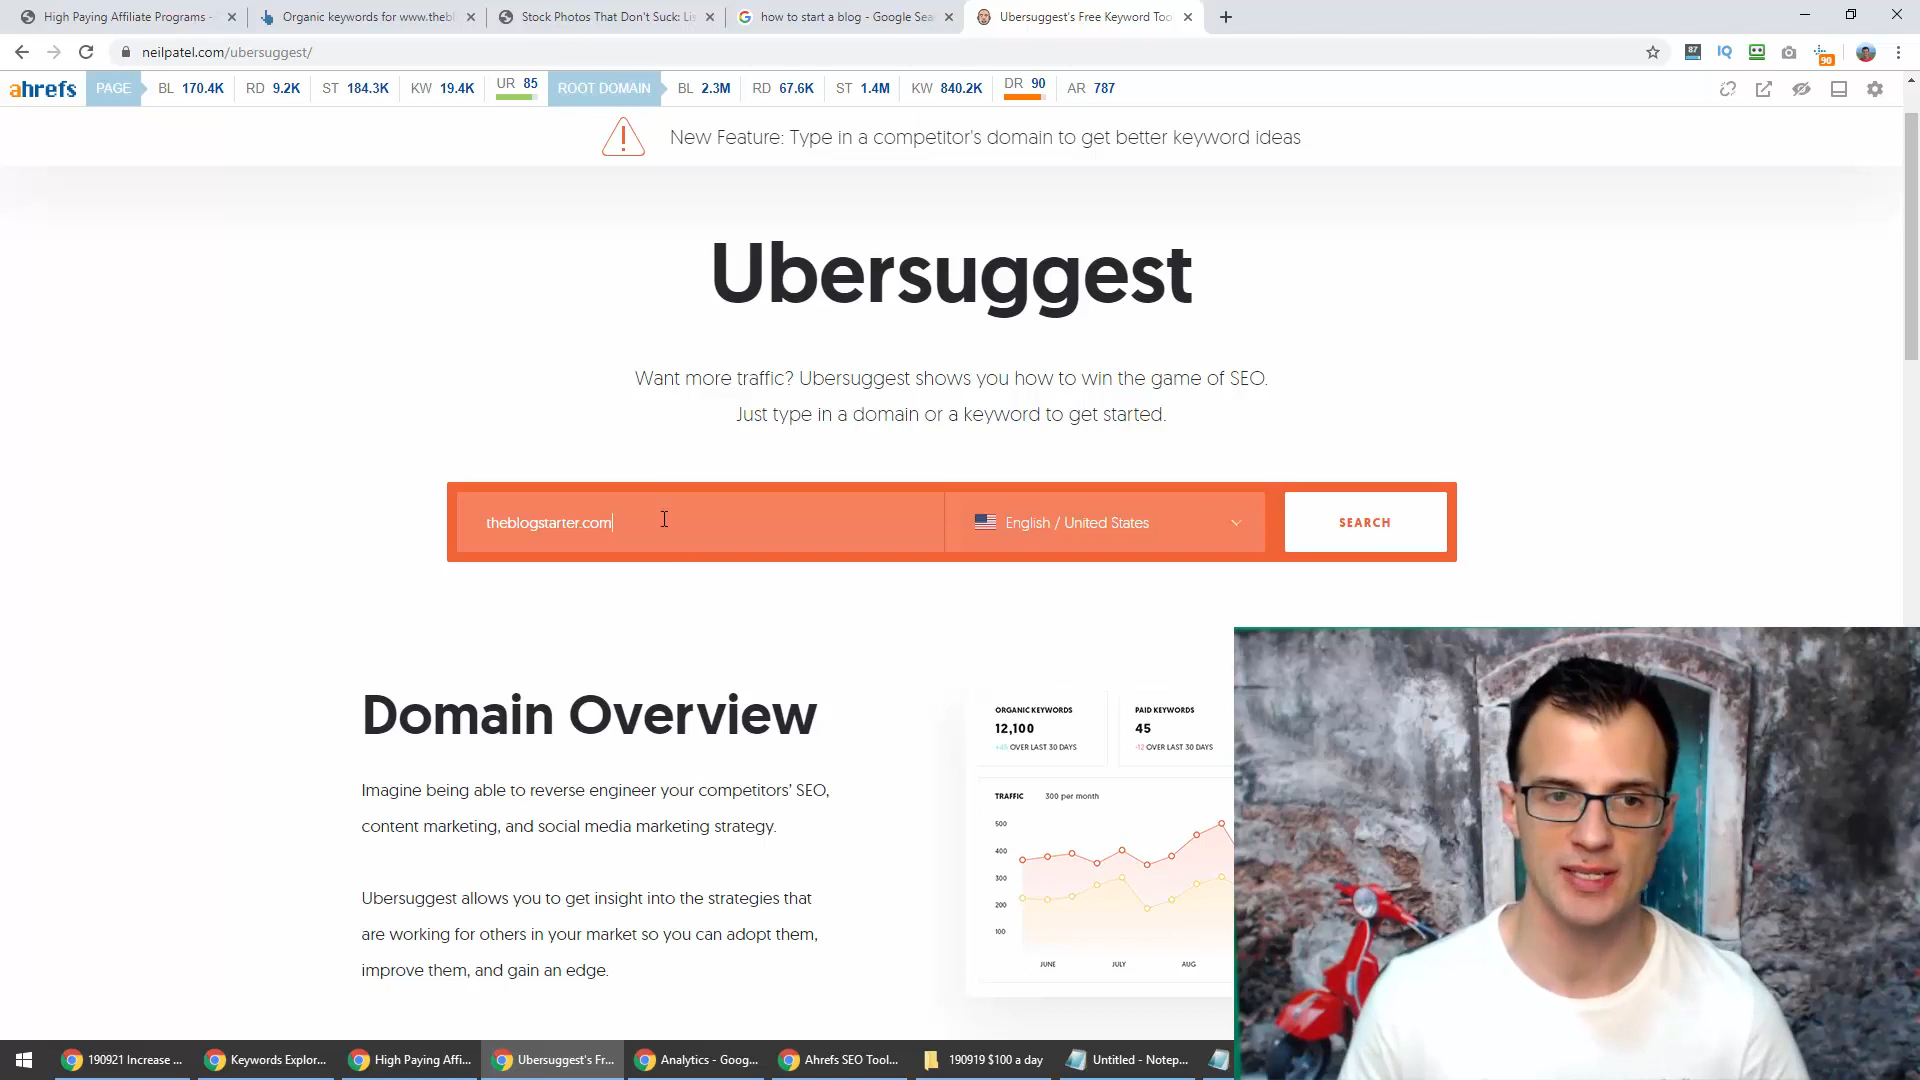 High Paying Affiliate Programs -
Organic keywords for www.thebl
Stock Photos That Don't Suck: Li
how to start a blog - Google Sea
Ubersuggest's Free Keyword Too
neilpatel.com/ubersuggest/
87
IQ
90
ahrefs PAGE BL 170.4K RD 9.2K ST 184.3K KW 19.4K UR 85 ROOT DOMAIN BL 2.3M RD 67.6K ST 1.4M KW 840.2K DR 90 AR 787
New Feature: Type in a competitor's domain to get better keyword ideas
Ubersuggest
Want more traffic? Ubersuggest shows you how to win the game of SEO.
Just type in a domain or a keyword to get started.
theblogstarter.com
English / United States
SEARCH
Domain Overview
Imagine being able to reverse engineer your competitors' SEO,
content marketing, and social media marketing strategy.
Ubersuggest allows you to get insight into the strategies that
are working for others in your market so you can adopt them,
improve them, and gain an edge.
ORGANIC KEYWORDS
12,100
+45 OVER LAST 30 DAYS
PAID KEYWORDS
45
-12 OVER LAST 30 DAYS
TRAFFIC 300 per month
500
400
300
200
100
JUNE JULY AUG
190921 Increase ...
Keywords Explor...
High Paying Affi...
Ubersuggest's Fr...
Analytics - Goog...
Ahrefs SEO Tool...
190919 $100 a day
Untitled - Notep...